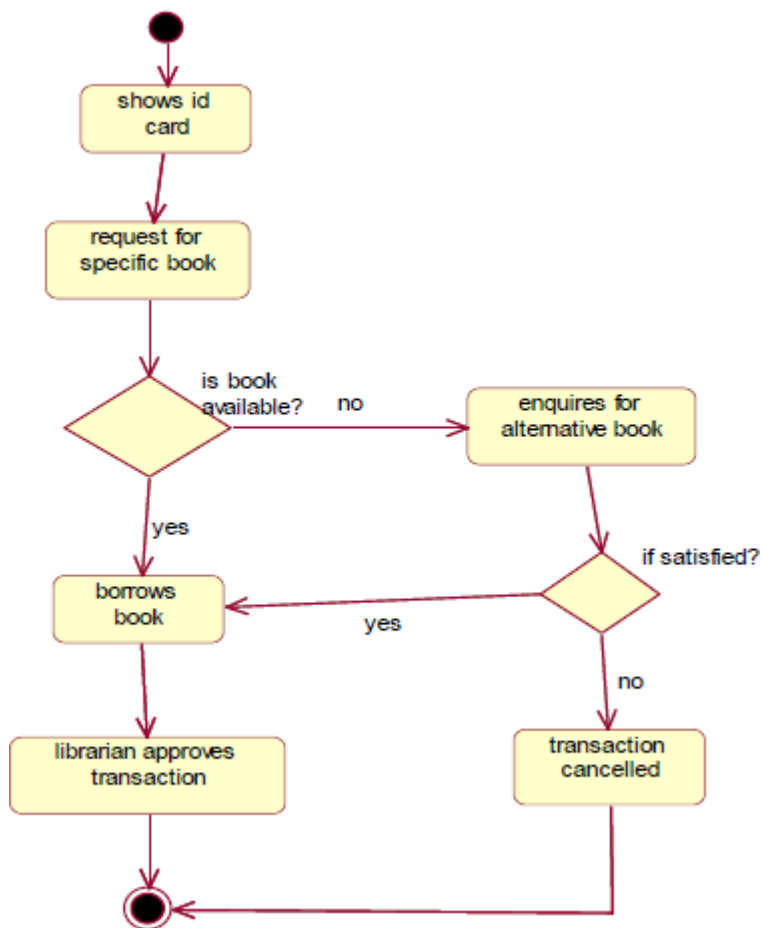 shows id
card
request for
specific book
is book
available?
no
enquires for
alternative book
yes
if satisfied?
borrows
book
yes
no
librarian approves
transaction
transaction
cancelled